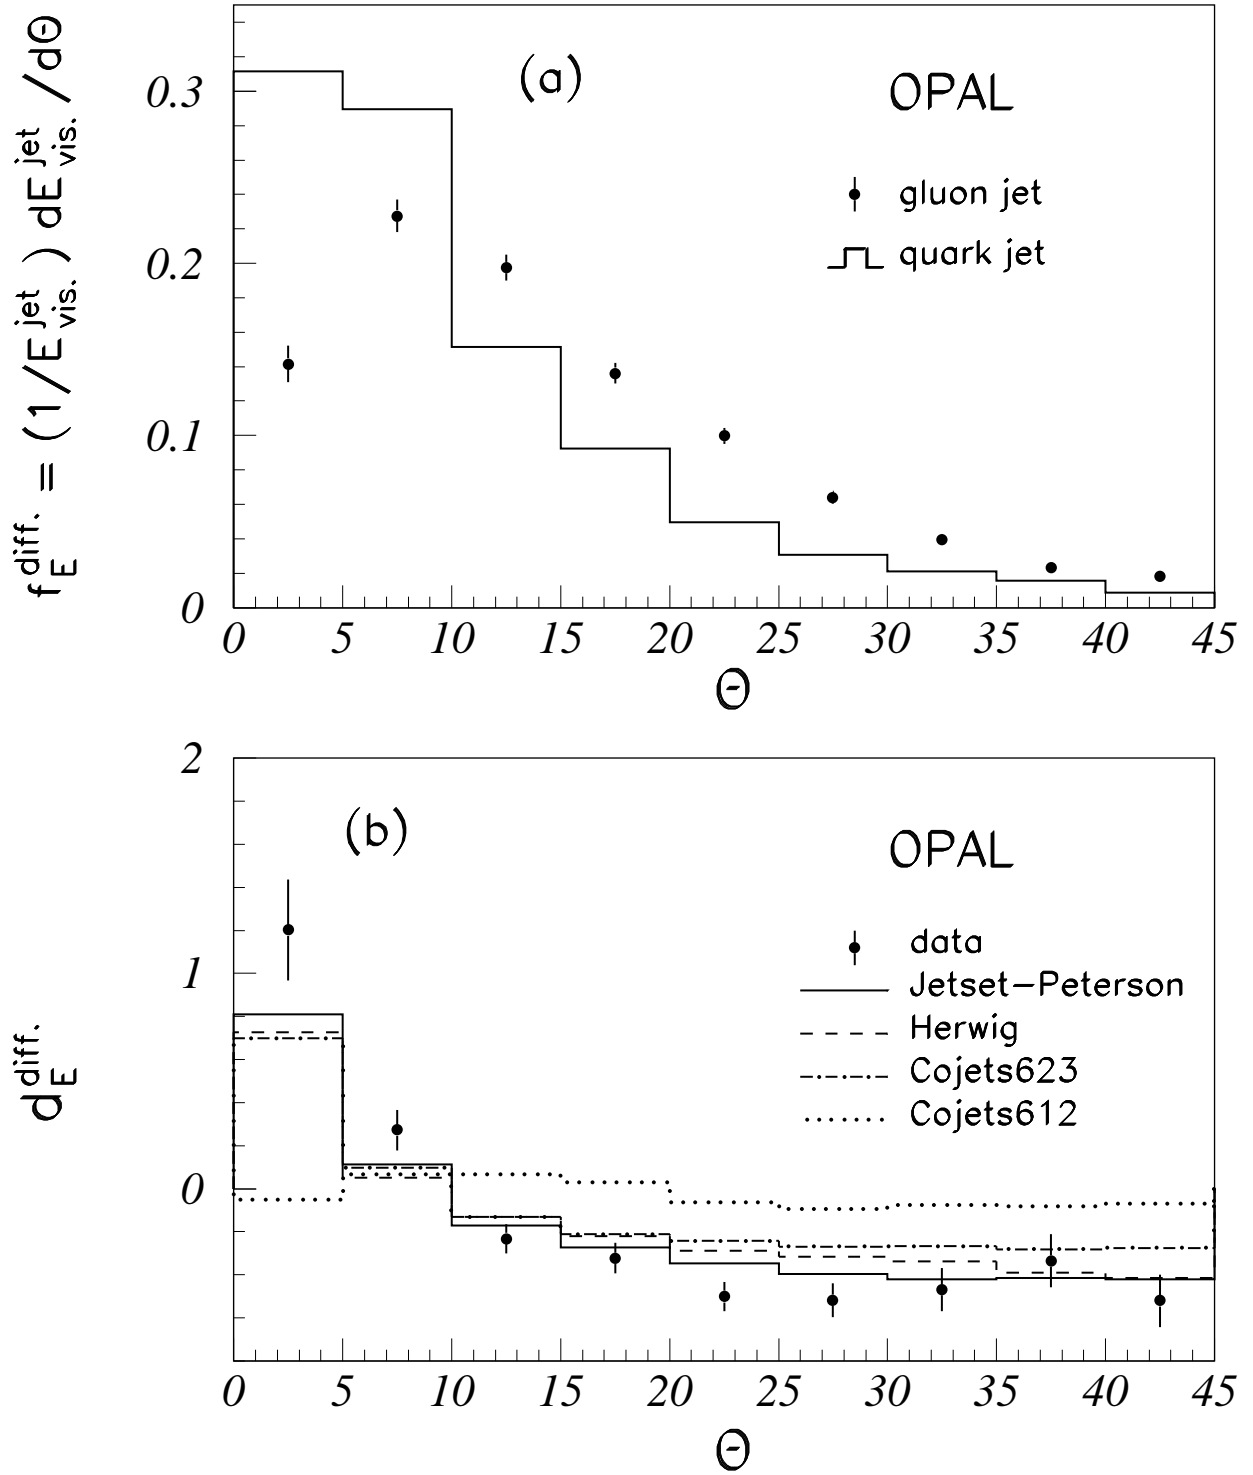 f_E^diff. = (1/E_vis.^jet) dE_vis.^jet /dΘ
(a)
OPAL
gluon jet
quark jet
0.3
0.2
0.1
0
0 5 10 15 20 25 30 35 40 45
Θ
d_E^diff.
(b)
OPAL
data
Jetset-Peterson
Herwig
Cojets623
Cojets612
2
1
0
0 5 10 15 20 25 30 35 40 45
Θ